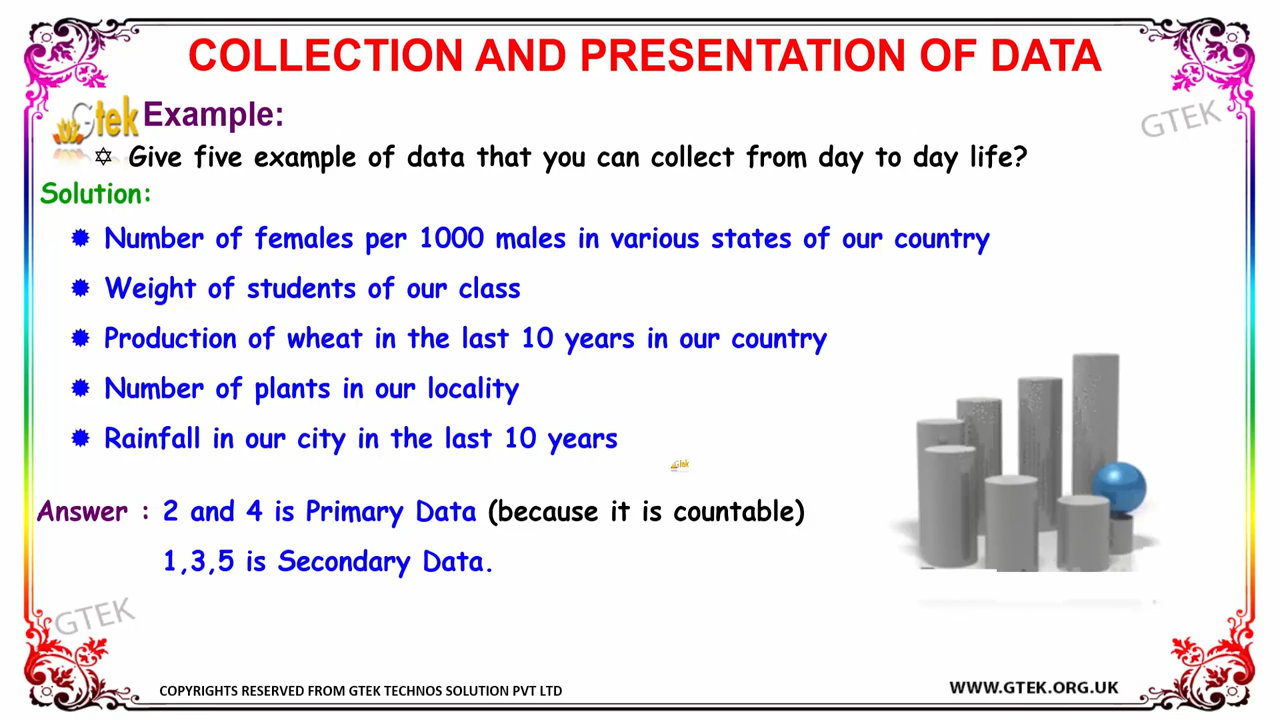 COLLECTION AND PRESENTATION OF DATA
Gtek
Example:
GTEK
Give five example of data that you can collect from day to day life?
Solution:
Number of females per 1000 males in various states of our country
Weight of students of our class
Production of wheat in the last 10 years in our country
Number of plants in our locality
Rainfall in our city in the last 10 years
Gtek
Answer : 2 and 4 is Primary Data (because it is countable)
1,3,5 is Secondary Data.
GTEK
COPYRIGHTS RESERVED FROM GTEK TECHNOS SOLUTION PVT LTD
WWW.GTEK.ORG.UK